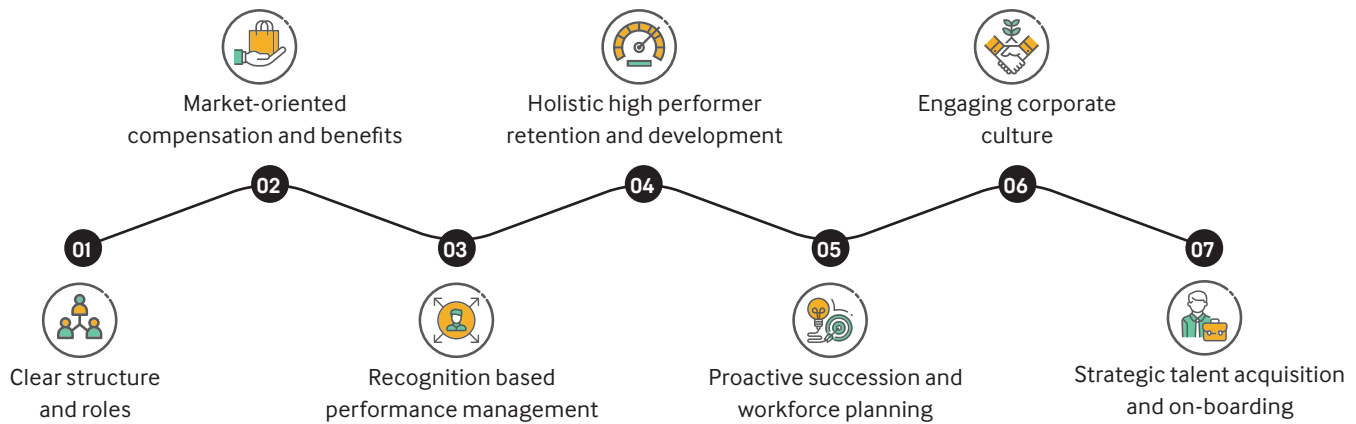 Market-oriented
compensation and benefits
Holistic high performer
retention and development
Engaging corporate
culture
02
04
06
01
03
05
07
Clear structure
and roles
Recognition based
performance management
Proactive succession and
workforce planning
Strategic talent acquisition
and on-boarding